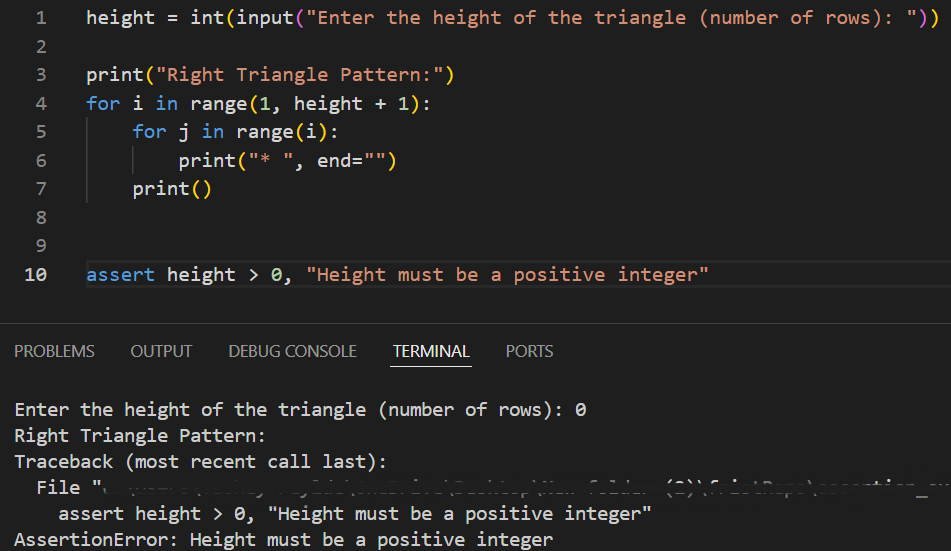 1 height = int(input("Enter the height of the triangle (number of rows): "))
2
3 print("Right Triangle Pattern:")
4 for i in range(1, height + 1):
5     for j in range(i):
6         print("* ", end="")
7     print()
8
9
10 assert height > 0, "Height must be a positive integer"
PROBLEMS OUTPUT DEBUG CONSOLE TERMINAL PORTS
Enter the height of the triangle (number of rows): 0
Right Triangle Pattern:
Traceback (most recent call last):
  File "
    assert height > 0, "Height must be a positive integer"
AssertionError: Height must be a positive integer